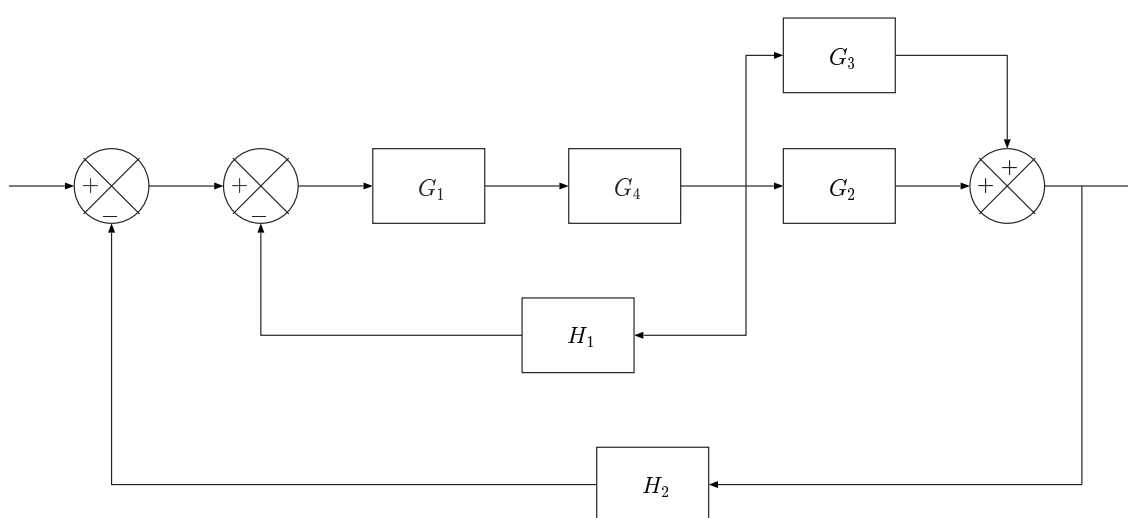 G₃
+
+ + G₁ G₄ G₂ +
− −
H₁
H₂